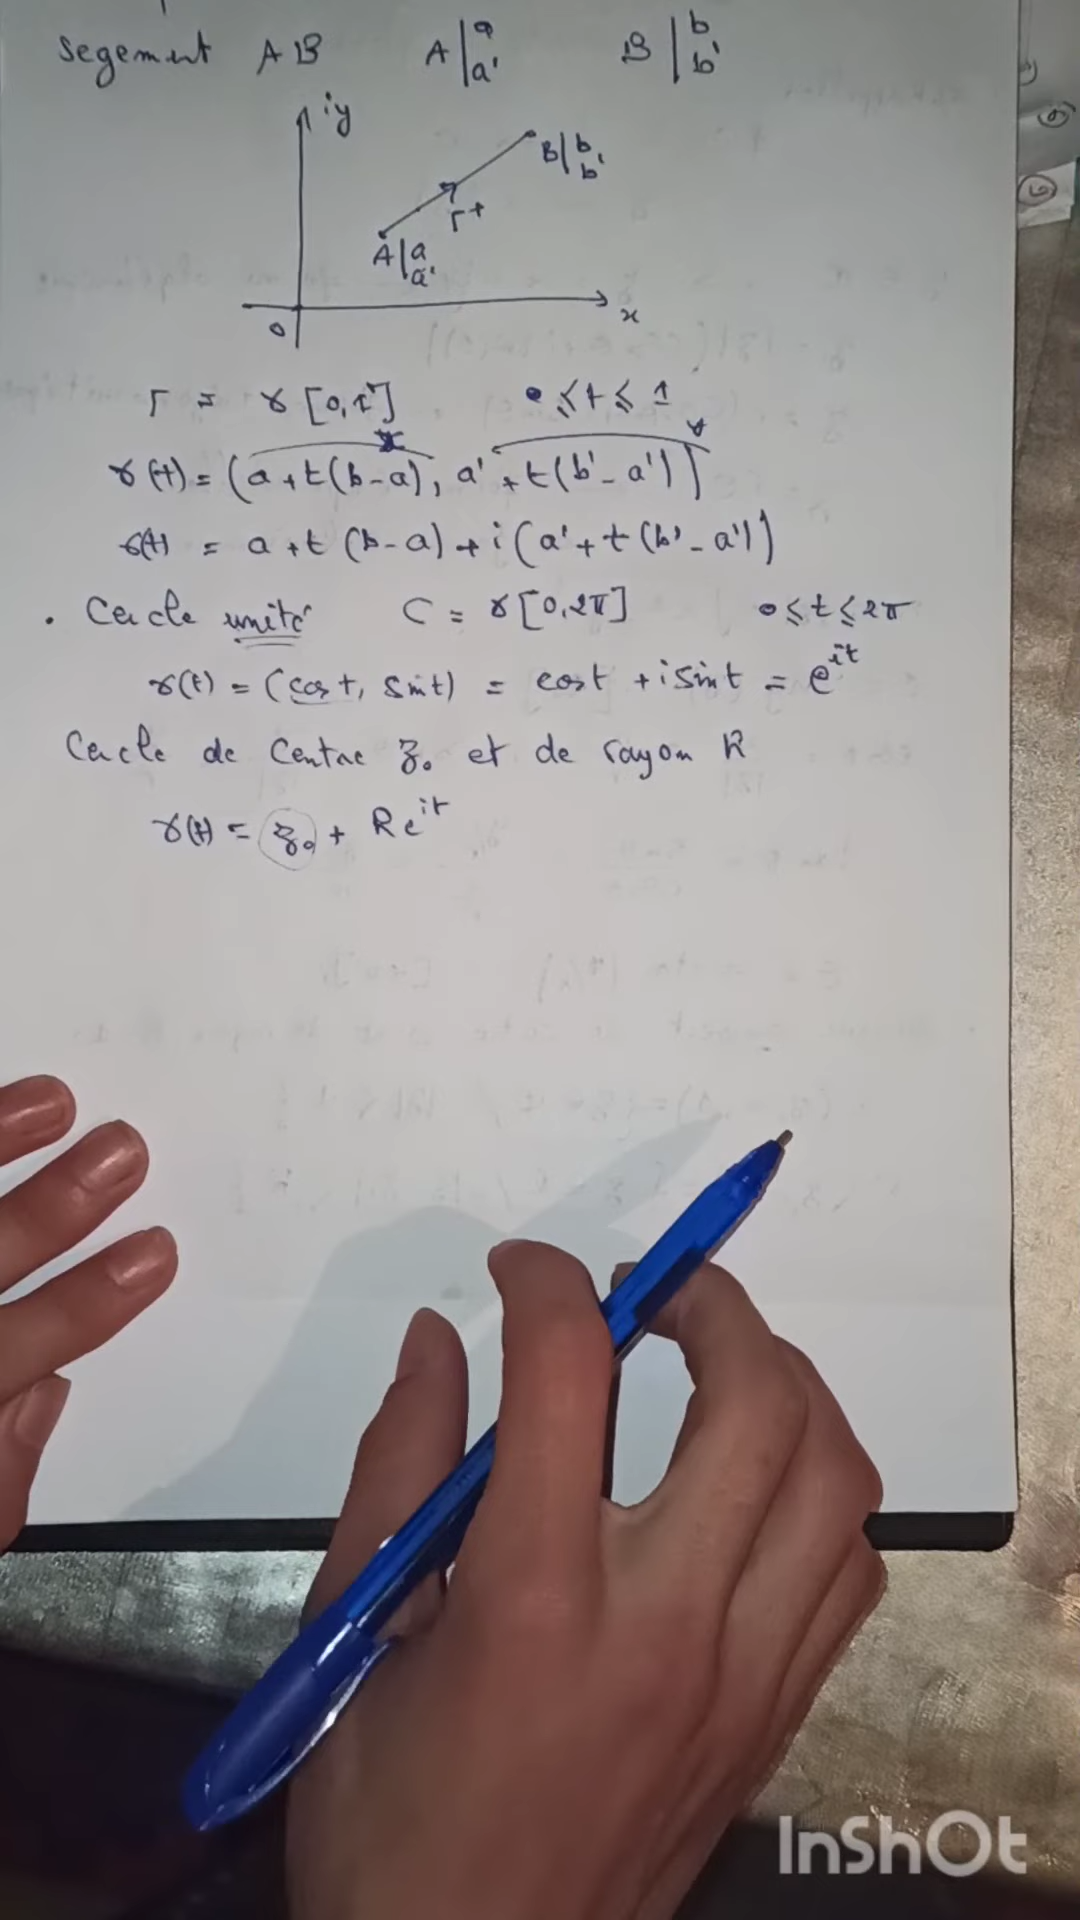 segement AB A|a a' B|b b'
iy
B|b b'
Γ+
A|a a'
0 x
Γ = γ[0,1] 0 ≤ t ≤ 1
γ(t) = (a + t(b - a), a' + t(b' - a'))
γ(t) = a + t(b - a) + i(a' + t(b' - a'))
. Cercle unité C = γ[0,2π] 0 ≤ t ≤ 2π
γ(t) = (cos t, sin t) = cos t + i sin t = e^{it}
Cercle de Centre z₀ et de rayon R
γ(t) = z₀ + Re^{it}
InShOt